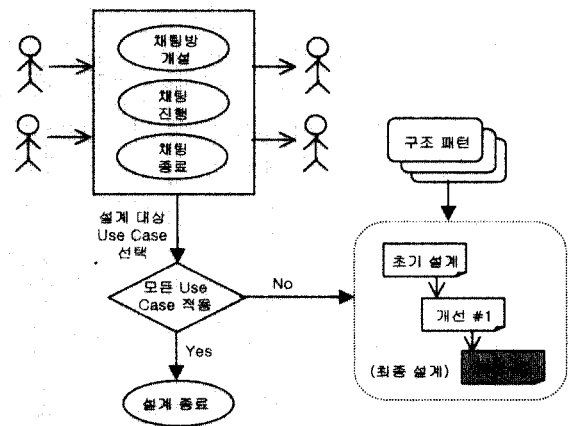 채팅방
개설
채팅
진행
채팅
종료
구조 패턴
설계 대상
Use Case
선택
초기 설계
모든 Use
Case 적용
No
개선 #1
Yes
(최종 설계)
설계 종료